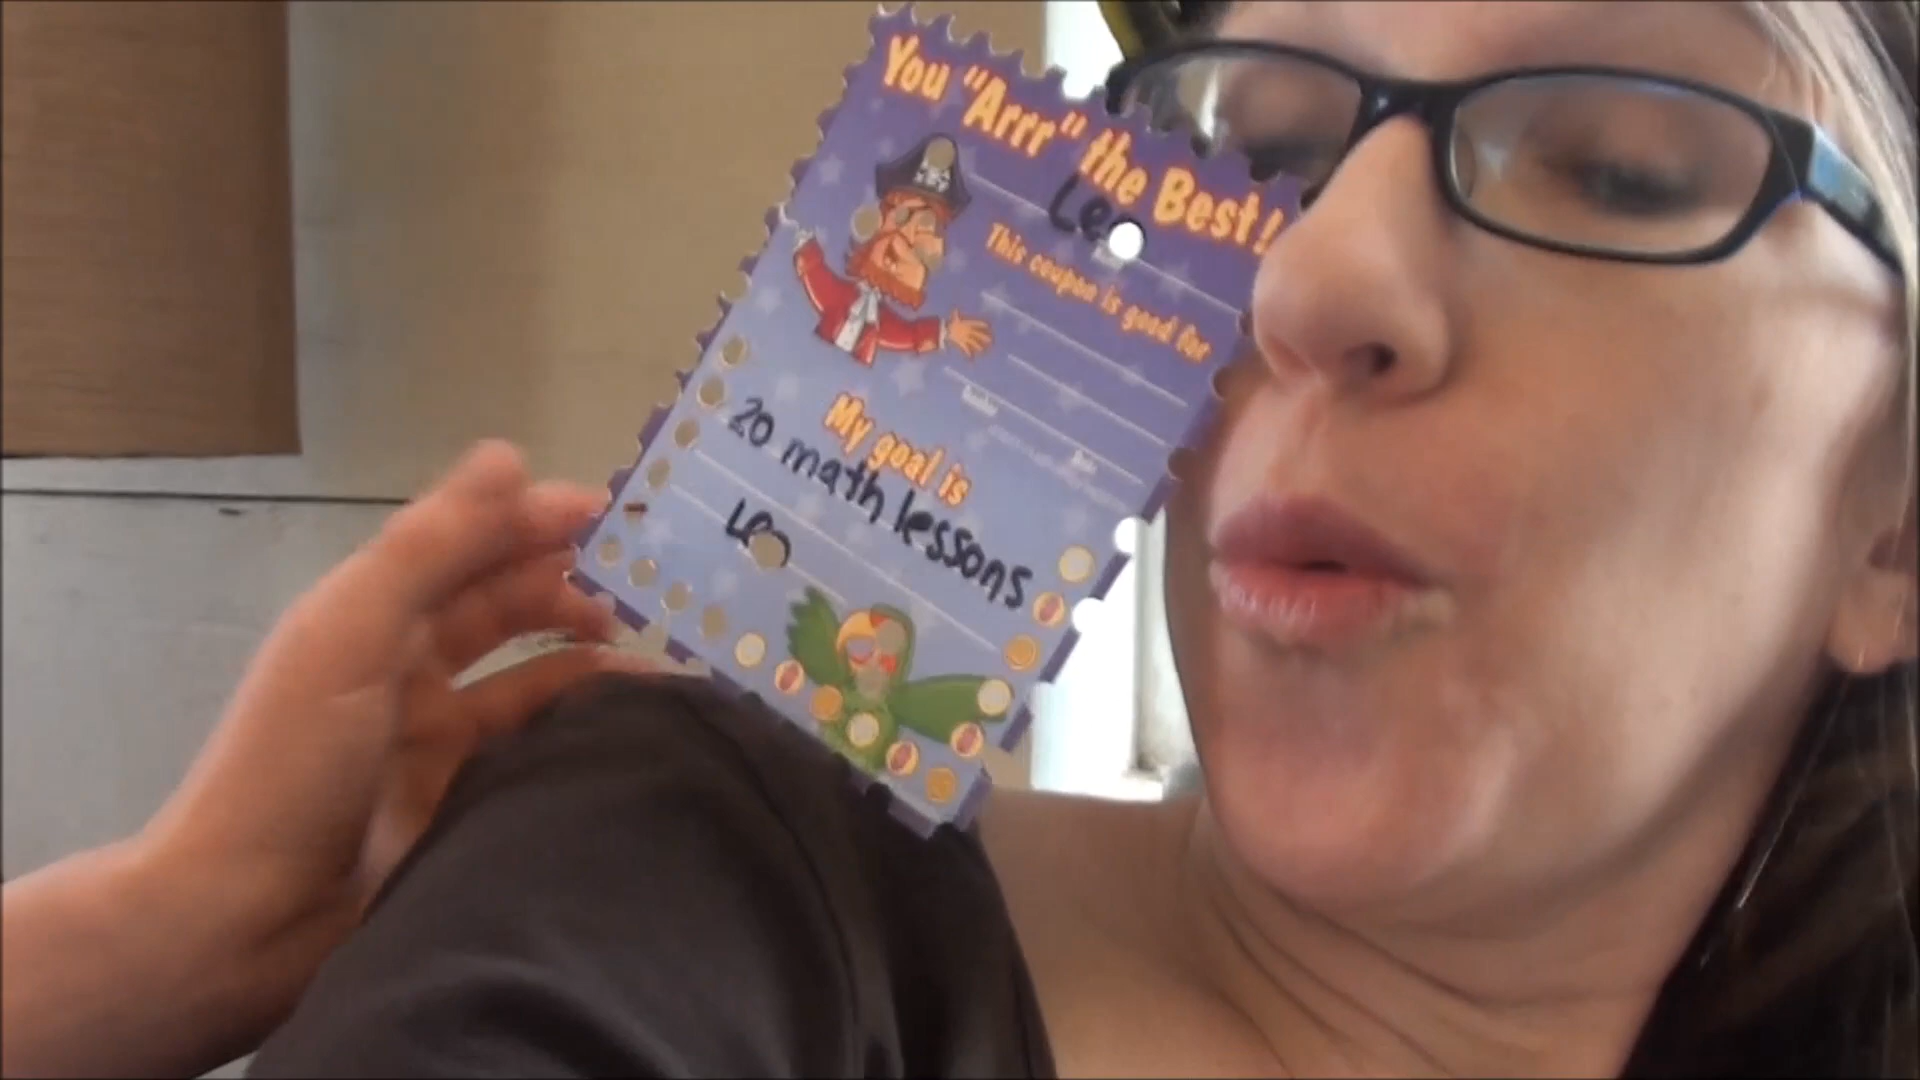 You "Arrr" the Best!
Leo
This coupon is good for
My goal is
20 math lessons
Leo